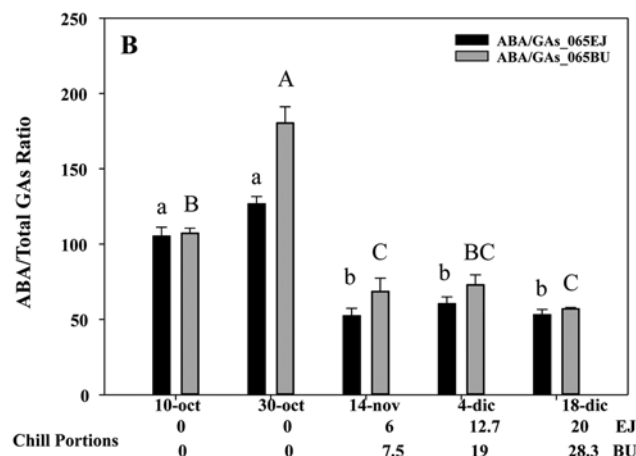 B
ABA/GAs_065EJ
ABA/GAs_065BU
ABA/Total GAs Ratio
250
200
150
100
50
0
a B a A b C b BC b C
10-oct 30-oct 14-nov 4-dic 18-dic
Chill Portions
0 0 6 12.7 20 EJ
0 0 7.5 19 28.3 BU